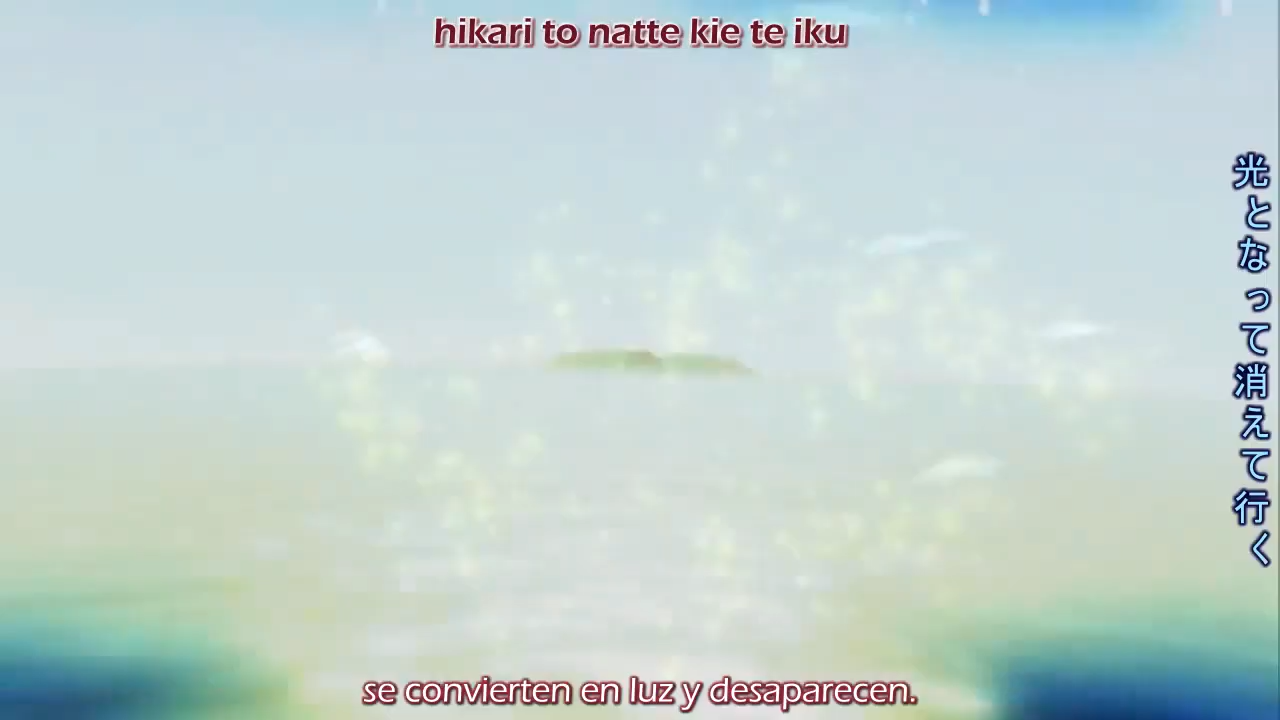 hikari to natte kie te iku
光となって消えて行く
se convierten en luz y desaparecen.